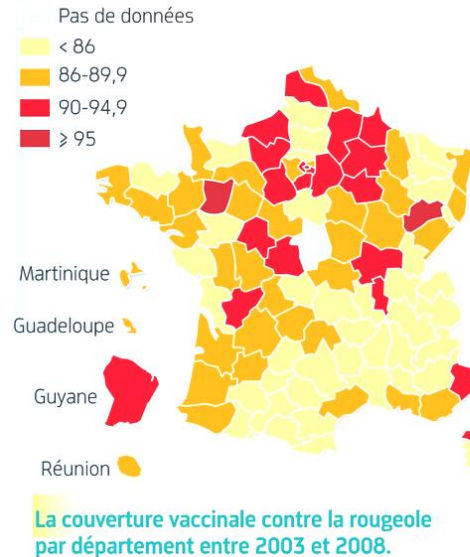 Pas de données
< 86
86-89,9
90-94,9
⩾ 95
Martinique
Guadeloupe
Guyane
Réunion
La couverture vaccinale contre la rougeole
par département entre 2003 et 2008.